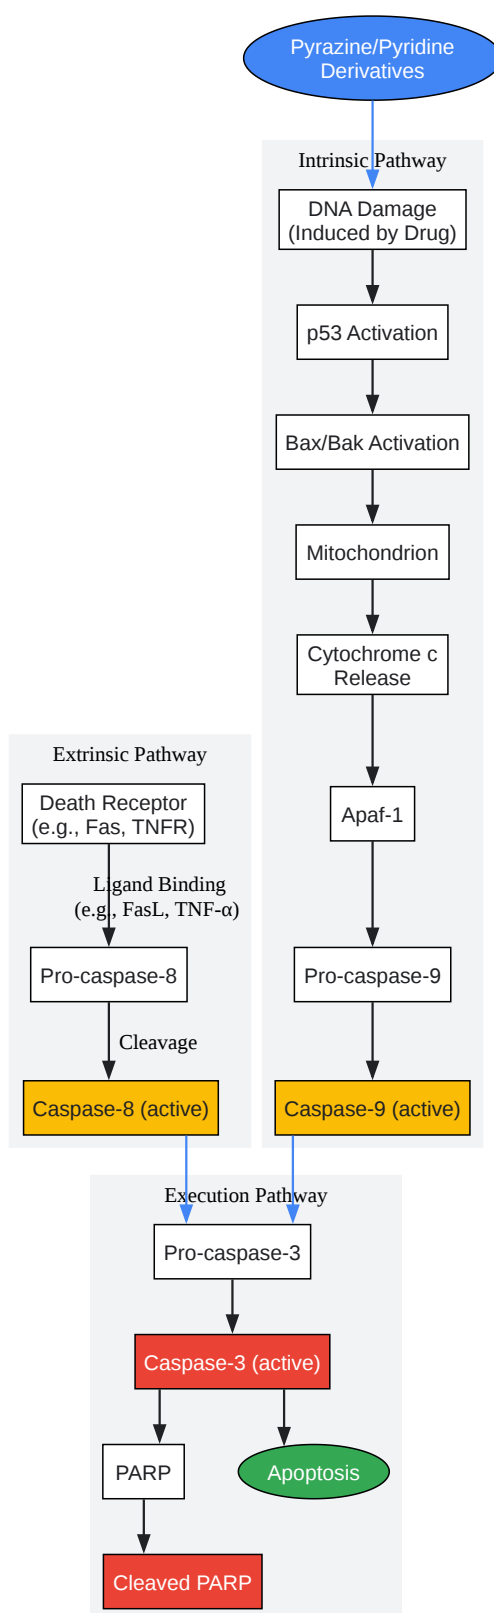 Pyrazine/Pyridine
Derivatives
Intrinsic Pathway
DNA Damage
(Induced by Drug)
p53 Activation
Bax/Bak Activation
Mitochondrion
Cytochrome c
Release
Apaf-1
Pro-caspase-9
Caspase-9 (active)
Extrinsic Pathway
Death Receptor
(e.g., Fas, TNFR)
Ligand Binding
(e.g., FasL, TNF-α)
Pro-caspase-8
Cleavage
Caspase-8 (active)
Execution Pathway
Pro-caspase-3
Caspase-3 (active)
PARP
Apoptosis
Cleaved PARP